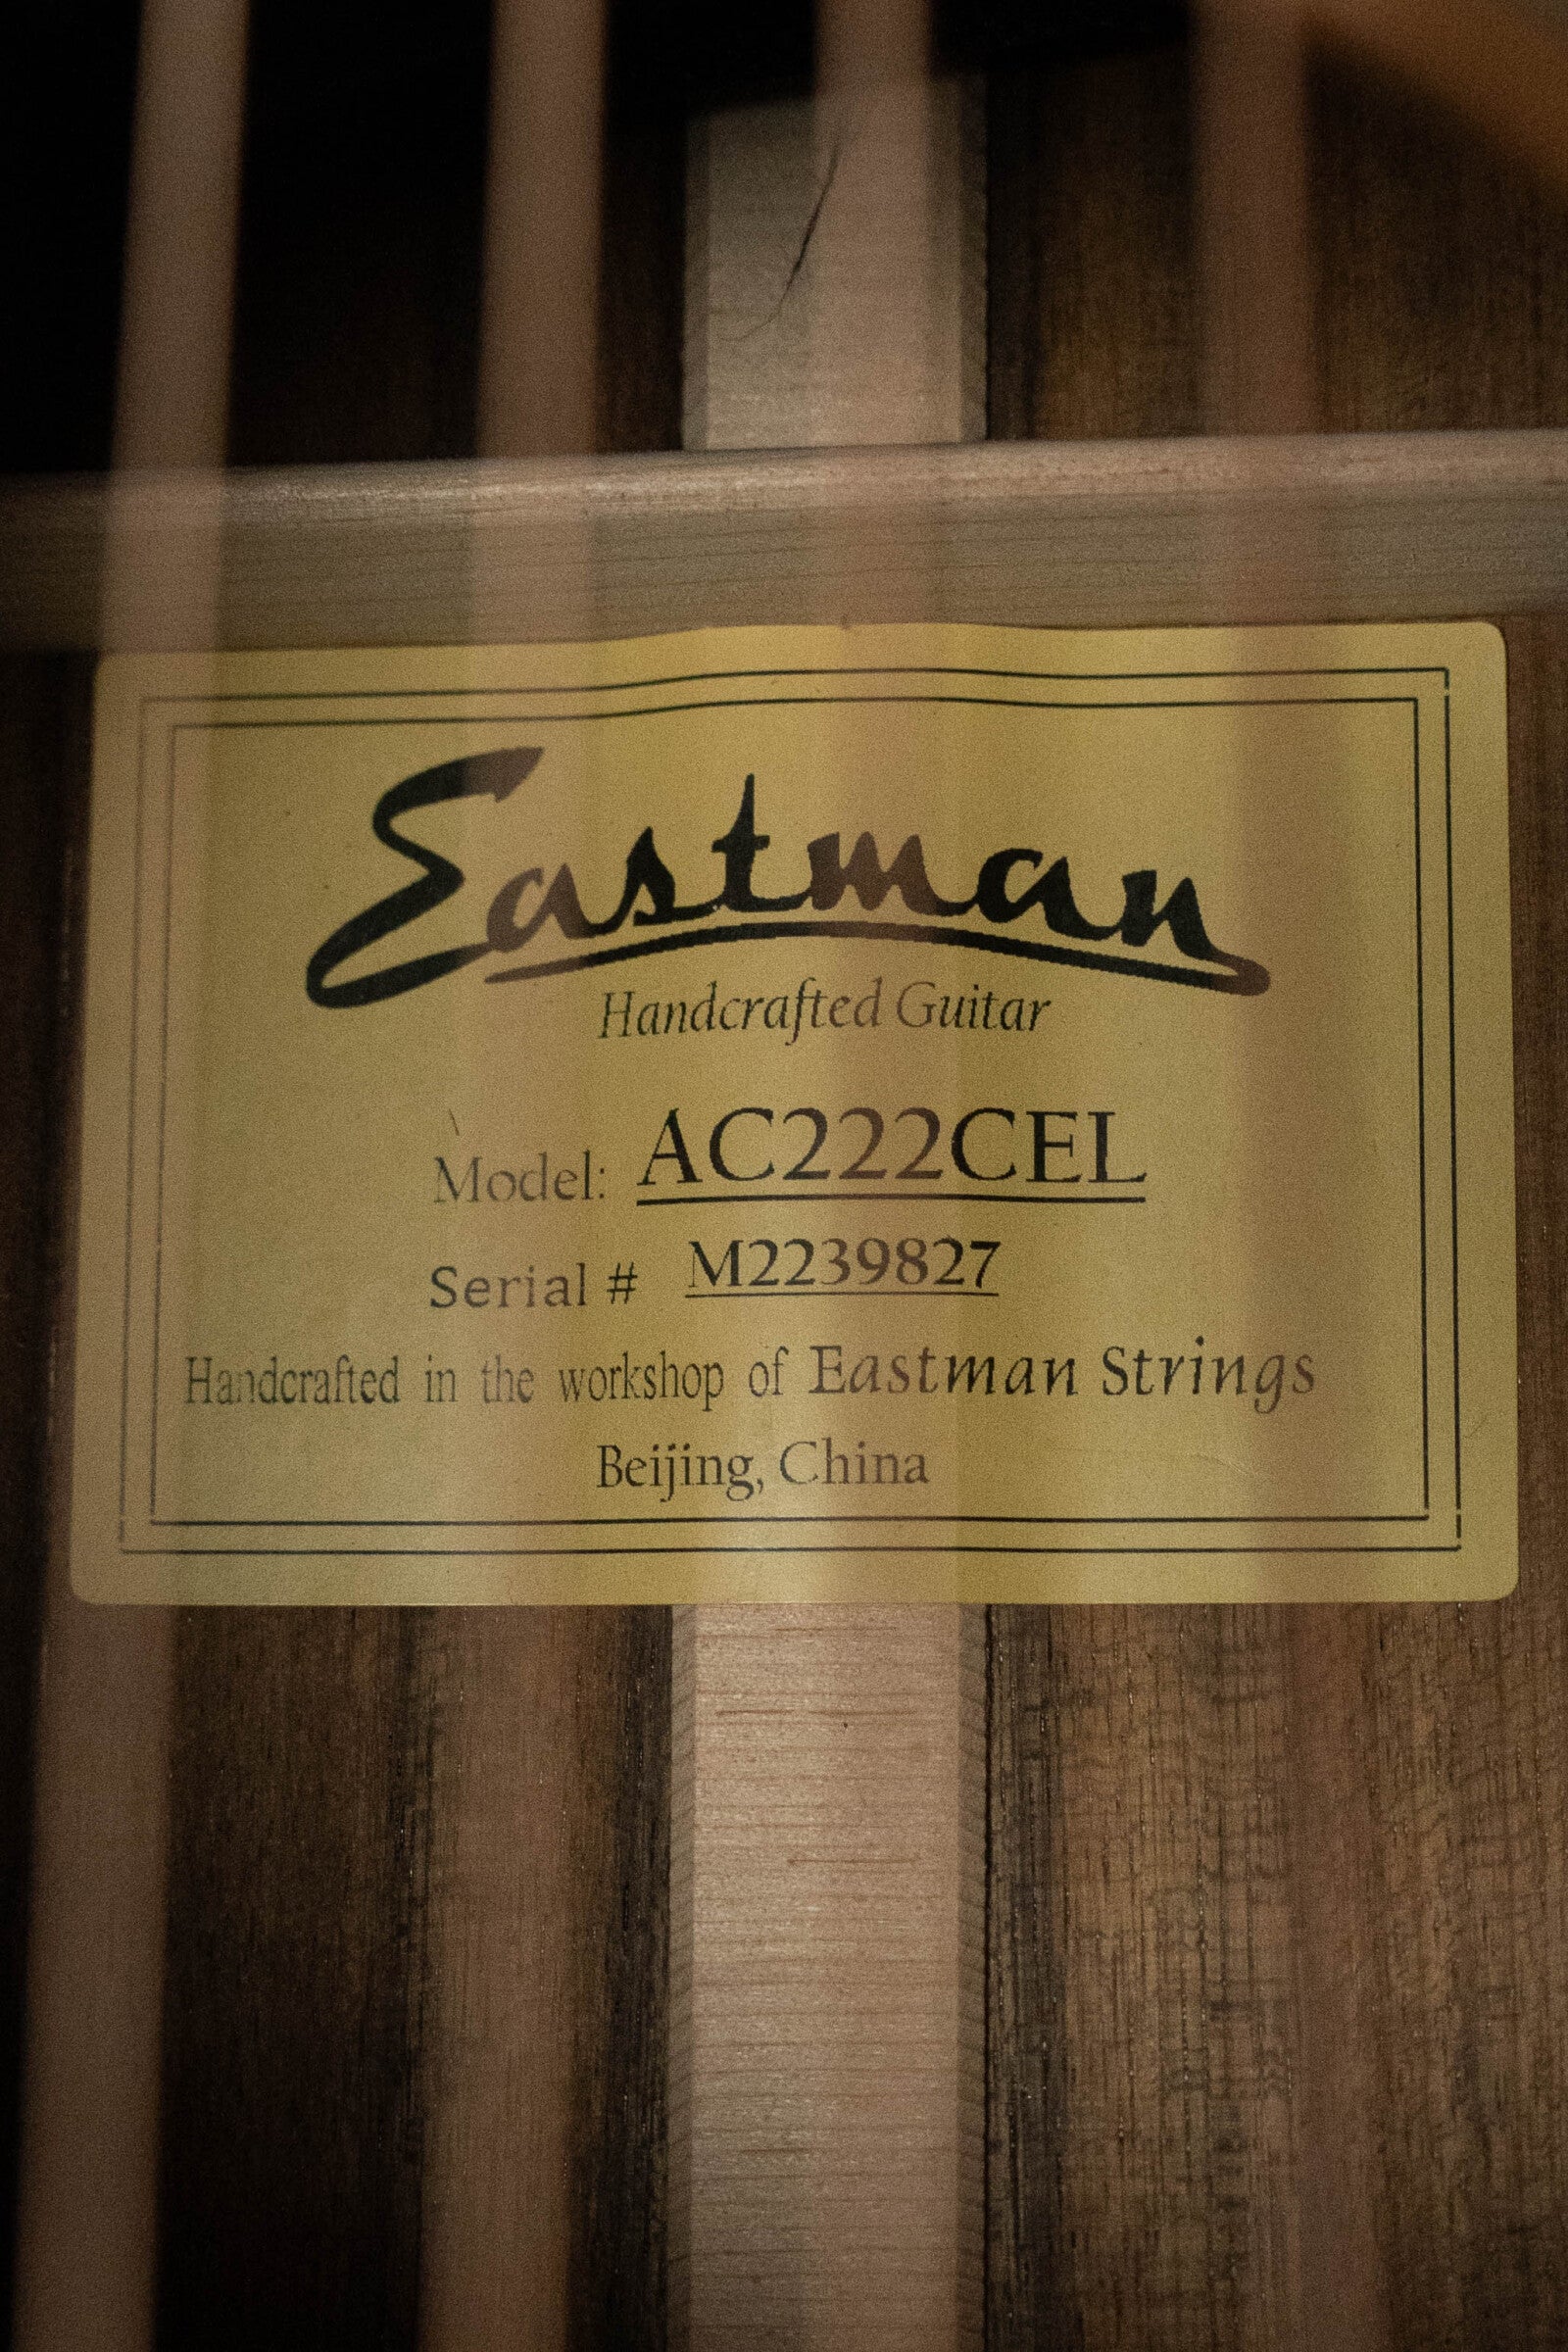 Eastman
Handcrafted Guitar
Model: AC222CEL
Serial # M2239827
Handcrafted in the workshop of Eastman Strings
Beijing, China